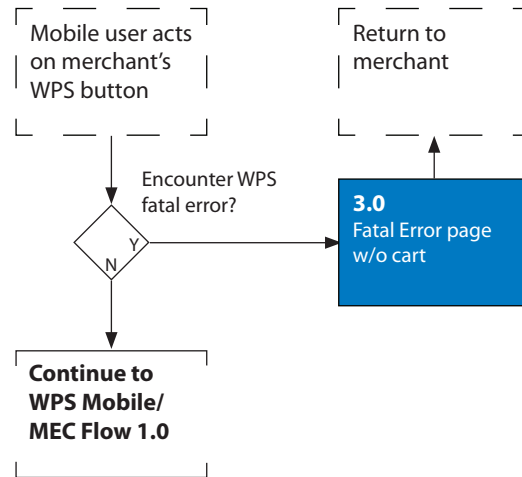 Mobile user acts
on merchant's
WPS button
Return to
merchant
Encounter WPS
fatal error?
Y
N
3.0
Fatal Error page
w/o cart
Continue to
WPS Mobile/
MEC Flow 1.0